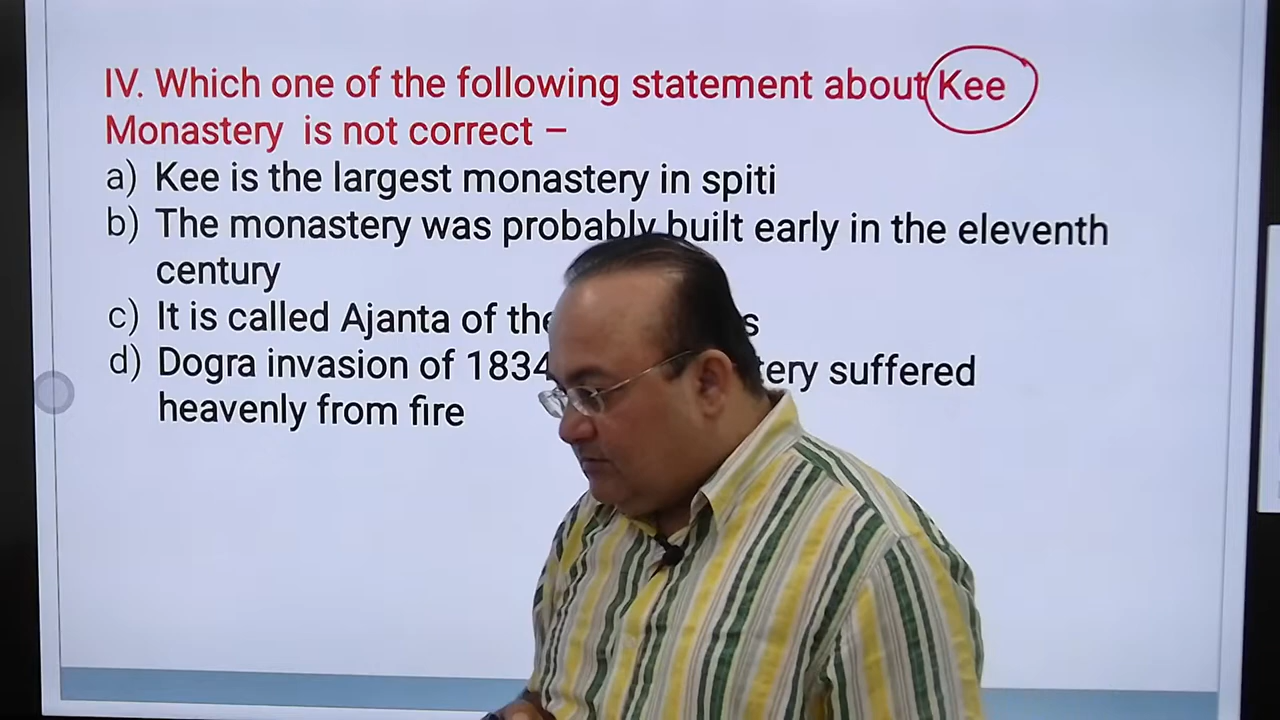 IV. Which one of the following statement about Kee
Monastery is not correct –
a) Kee is the largest monastery in spiti
b) The monastery was probably built early in the eleventh
century
c) It is called Ajanta of the
d) Dogra invasion of 1834 suffered
heavenly from fire